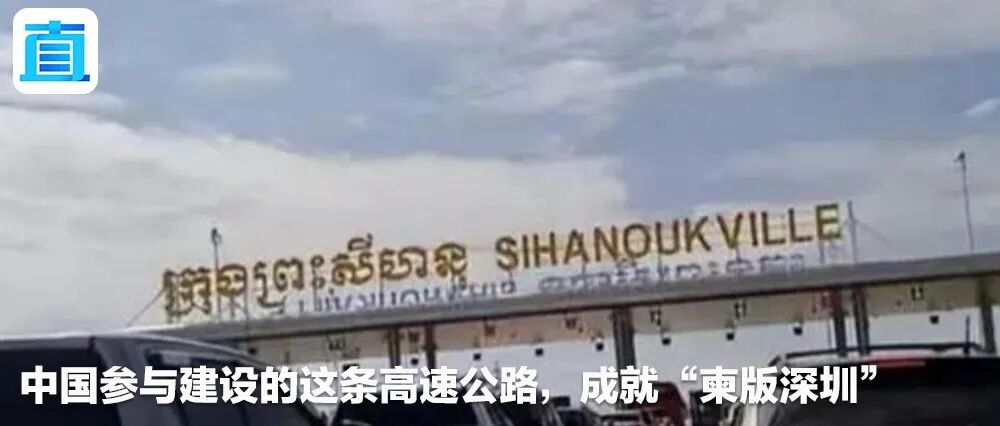 直
ក្រុងព្រះសីហនុ SIHANOUKVILLE
中国参与建设的这条高速公路，成就“柬版深圳”